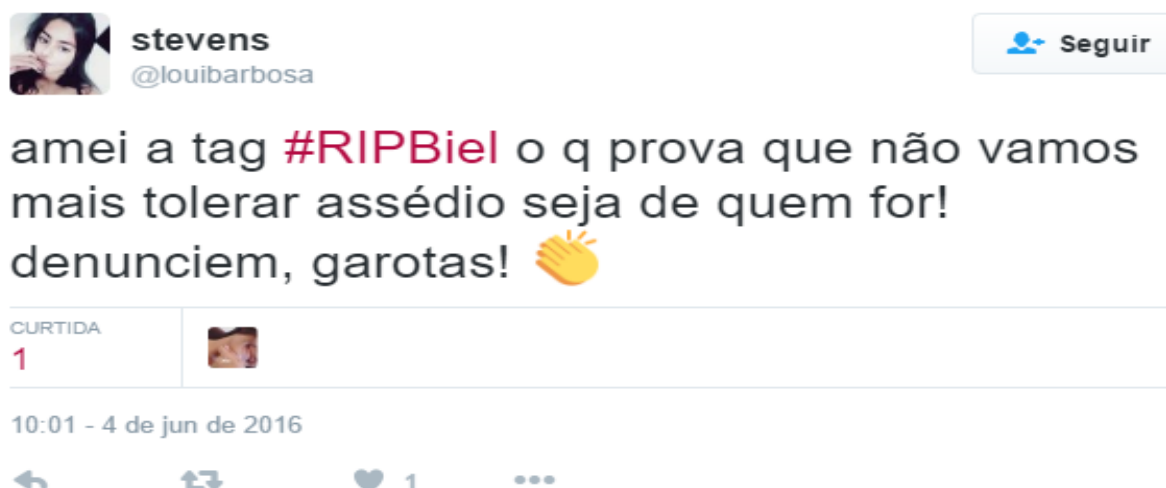 stevens
@louibarbosa
Seguir
amei a tag #RIPBiel o q prova que não vamos
mais tolerar assédio seja de quem for!
denunciem, garotas! 👏
CURTIDA
1
10:01 - 4 de jun de 2016
1